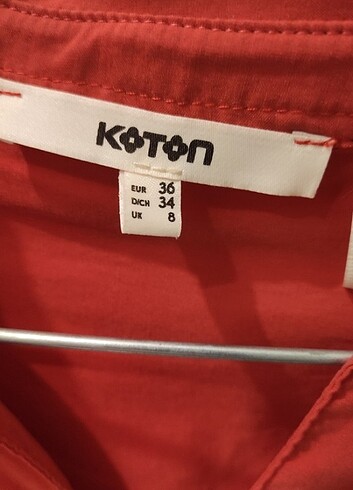 KOTON
EUR 36
D/CH 34
UK 8